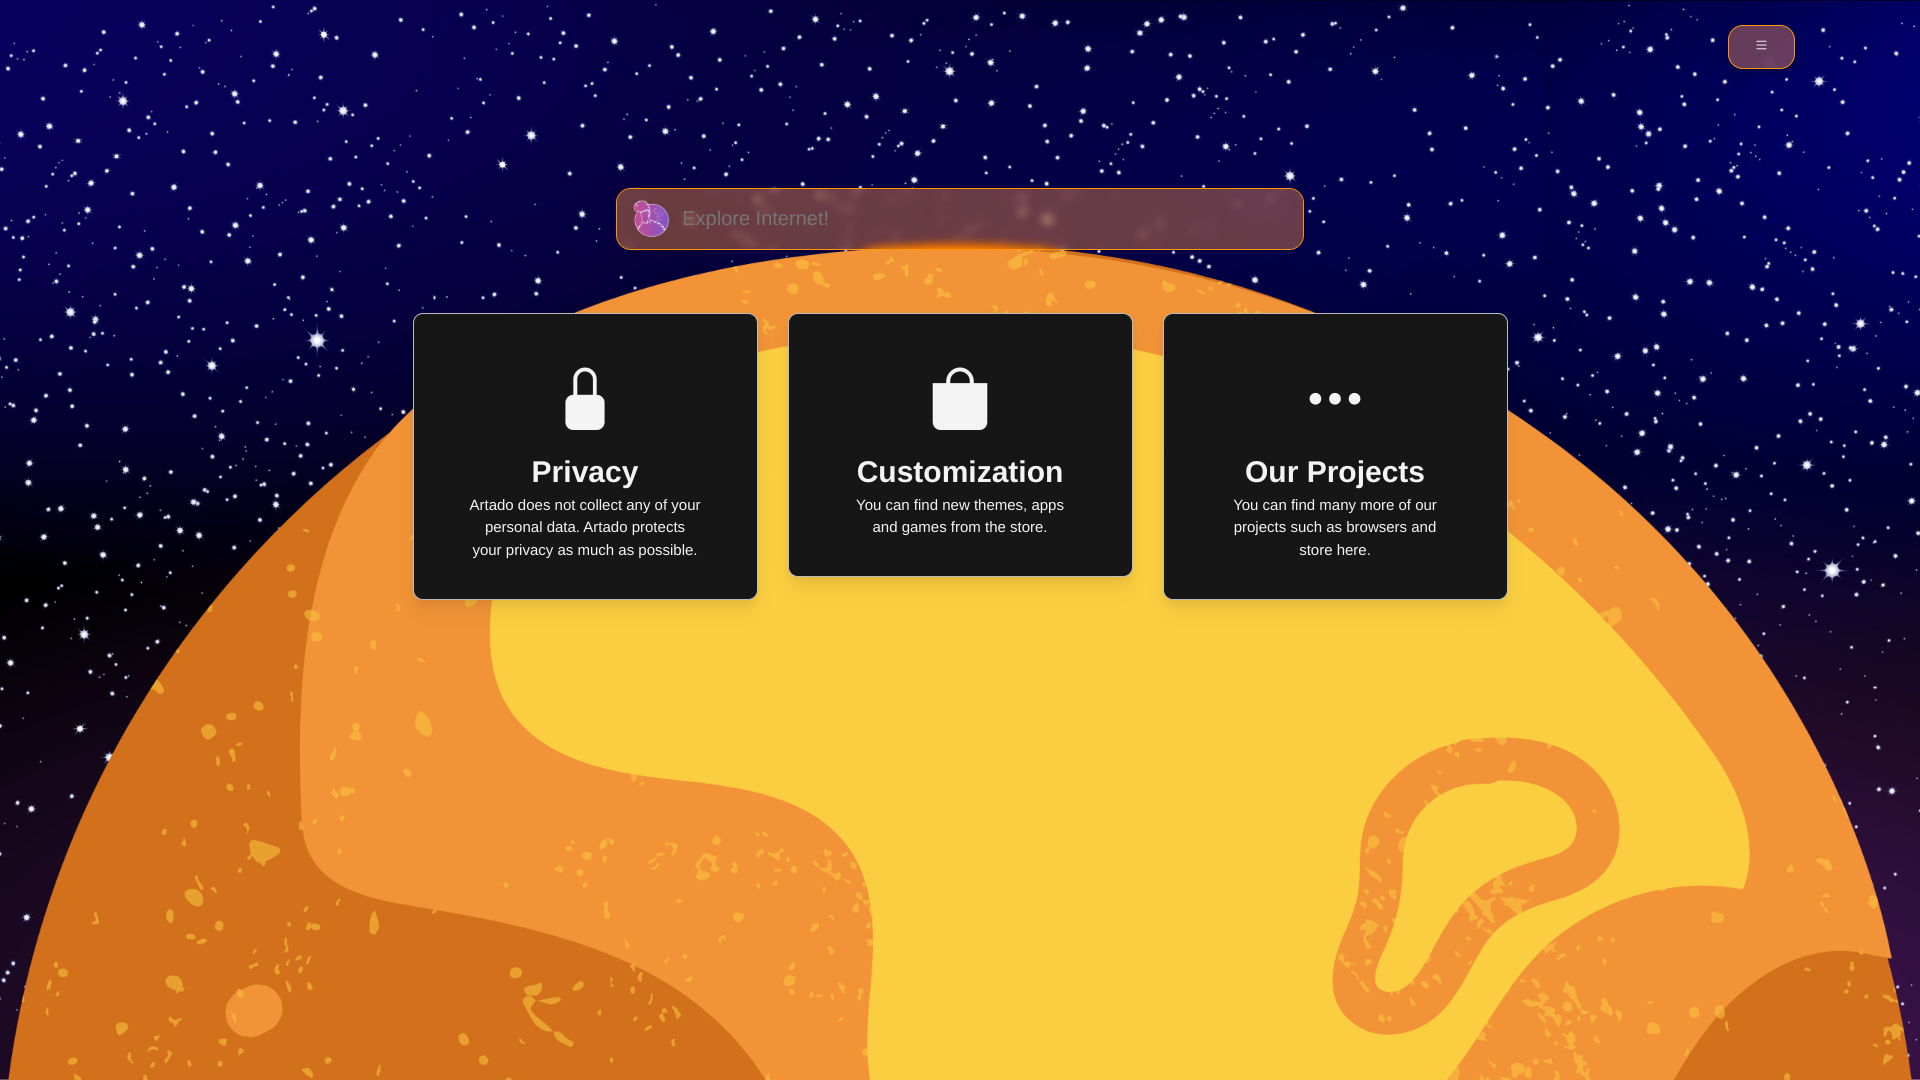 Explore Internet!
Privacy
Artado does not collect any of your
personal data. Artado protects
your privacy as much as possible.
Customization
You can find new themes, apps
and games from the store.
Our Projects
You can find many more of our
projects such as browsers and
store here.